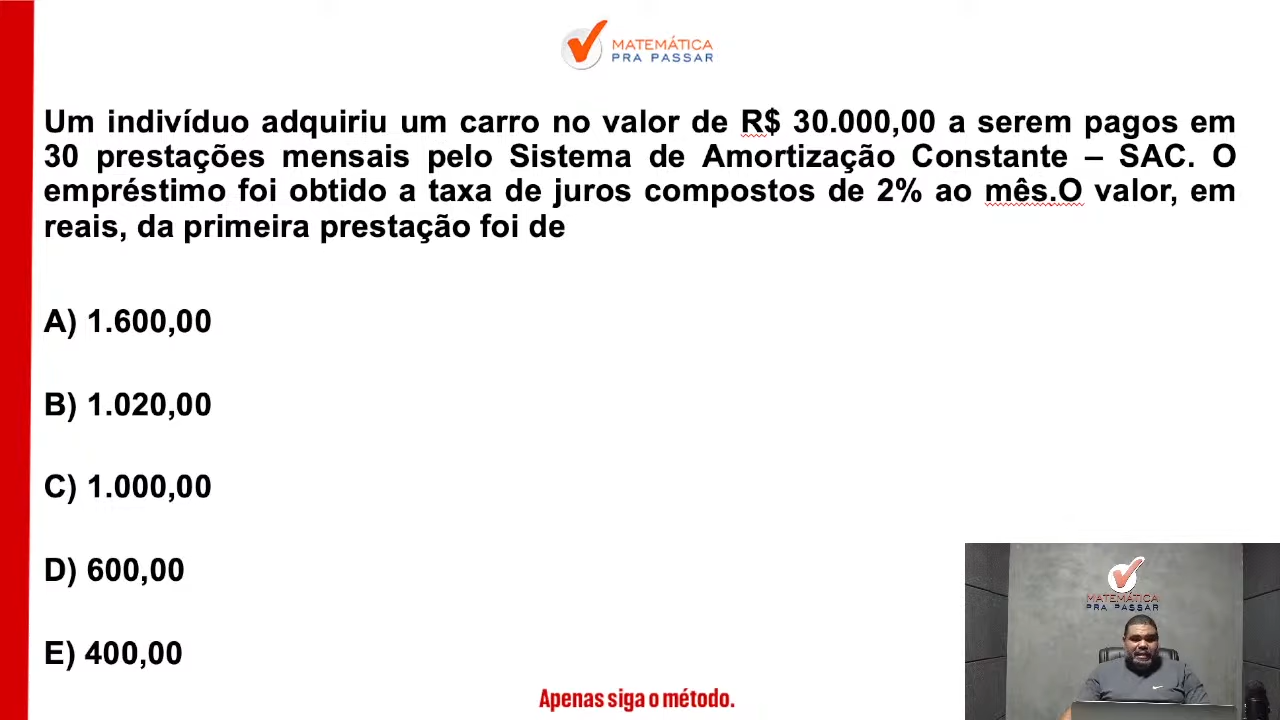 MATEMÁTICA
PRA PASSAR
Um indivíduo adquiriu um carro no valor de R$ 30.000,00 a serem pagos em
30 prestações mensais pelo Sistema de Amortização Constante – SAC. O
empréstimo foi obtido a taxa de juros compostos de 2% ao mês.O valor, em
reais, da primeira prestação foi de
A) 1.600,00
B) 1.020,00
C) 1.000,00
D) 600,00
E) 400,00
MATEMÁTICA
PRA PASSAR
Apenas siga o método.